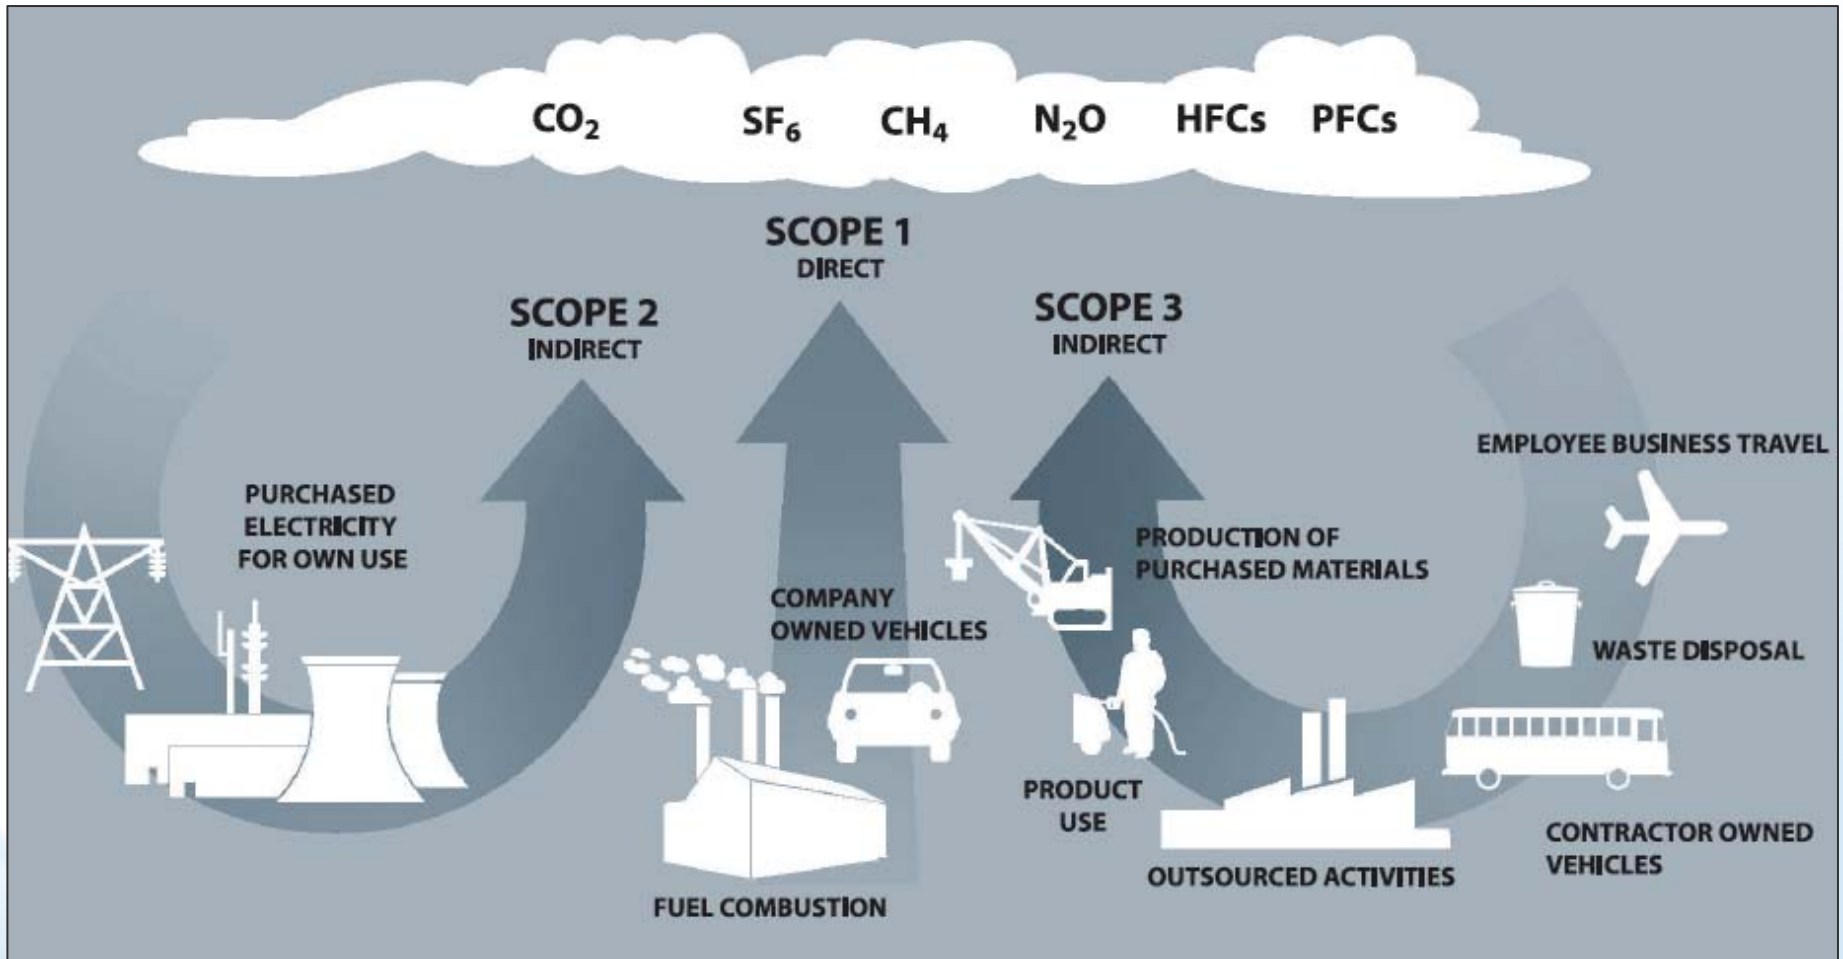 CO₂ SF₆ CH₄ N₂O HFCs PFCs
SCOPE 1
DIRECT
SCOPE 2
INDIRECT
SCOPE 3
INDIRECT
PURCHASED
ELECTRICITY
FOR OWN USE
COMPANY
OWNED VEHICLES
FUEL COMBUSTION
PRODUCTION OF
PURCHASED MATERIALS
PRODUCT
USE
OUTSOURCED ACTIVITIES
EMPLOYEE BUSINESS TRAVEL
WASTE DISPOSAL
CONTRACTOR OWNED
VEHICLES